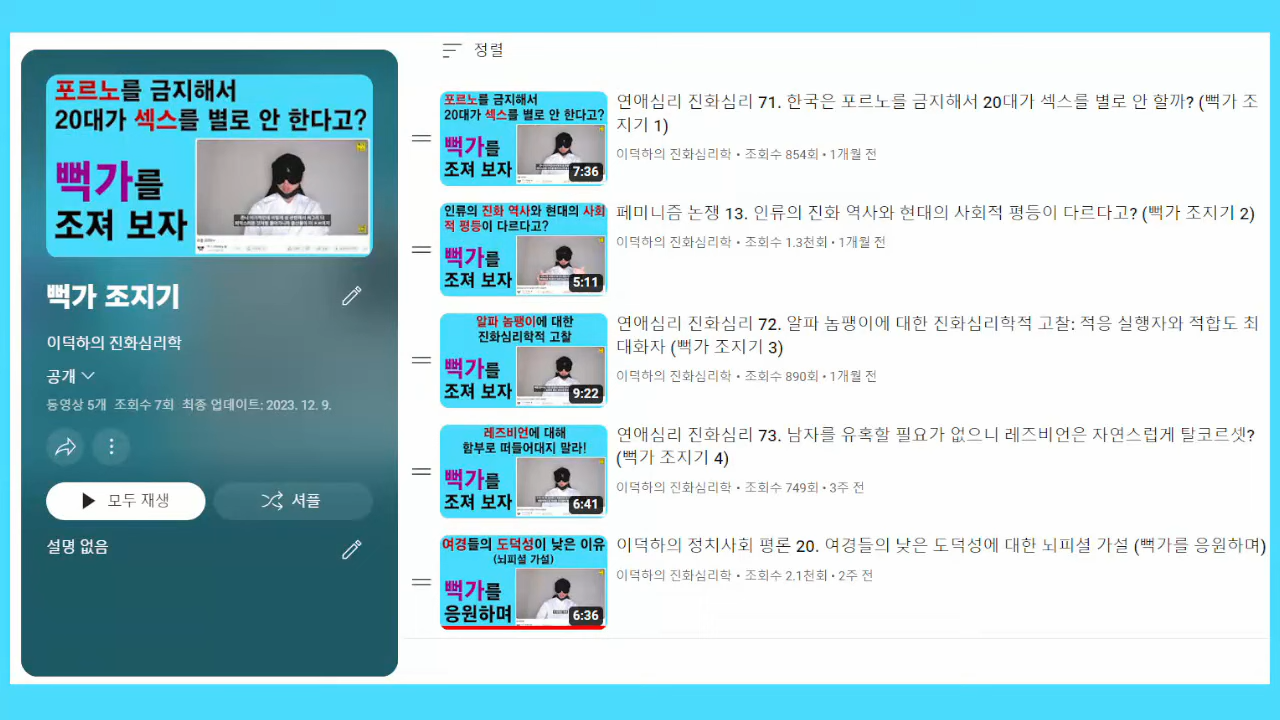 포르노를 금지해서
20대가 섹스를 별로 안 한다고?
뻑가를
조져 보자
뻑가 조지기
이덕하의 진화심리학
공개
동영상 5개 조회수 7회 최종 업데이트: 2023. 12. 9.
모두 재생
셔플
설명 없음
정렬
포르노를 금지해서
20대가 섹스를 별로 안 한다고?
뻑가를
조져 보자
7:36
연애심리 진화심리 71. 한국은 포르노를 금지해서 20대가 섹스를 별로 안 할까? (뻑가 조
지기 1)
이덕하의 진화심리학 • 조회수 854회 • 1개월 전
인류의 진화 역사와 현대의 사회
적 평등이 다르다고?
뻑가를
조져 보자
5:11
페미니즘 논쟁 13. 인류의 진화 역사와 현대의 사회적 평등이 다르다고? (뻑가 조지기 2)
이덕하의 진화심리학 • 조회수 1.3천회 • 1개월 전
알파 놈팽이에 대한
진화심리학적 고찰
뻑가를
조져 보자
9:22
연애심리 진화심리 72. 알파 놈팽이에 대한 진화심리학적 고찰: 적응 실행자와 적합도 최
대화자 (뻑가 조지기 3)
이덕하의 진화심리학 • 조회수 890회 • 1개월 전
레즈비언에 대해
함부로 떠들어대지 말라!
뻑가를
조져 보자
6:41
연애심리 진화심리 73. 남자를 유혹할 필요가 없으니 레즈비언은 자연스럽게 탈코르셋?
(뻑가 조지기 4)
이덕하의 진화심리학 • 조회수 749회 • 3주 전
여경들의 도덕성이 낮은 이유
(뇌피셜 가설)
뻑가를
응원하며
6:36
이덕하의 정치사회 평론 20. 여경들의 낮은 도덕성에 대한 뇌피셜 가설 (뻑가를 응원하며)
이덕하의 진화심리학 • 조회수 2.1천회 • 2주 전